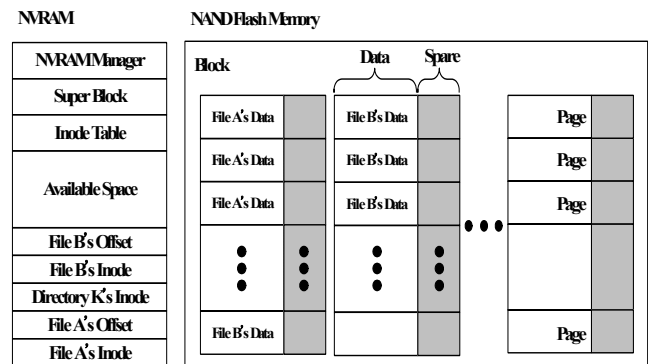 NVRAM
NAND Flash Memory
NVRAM Manager
Super Block
Inode Table
Available Space
File B's Offset
File B's Inode
Directory K's Inode
File A's Offset
File A's Inode
Block
Data
Spare
File A's Data
File B's Data
Page
File A's Data
File B's Data
Page
File A's Data
File B's Data
Page
File B's Data
Page